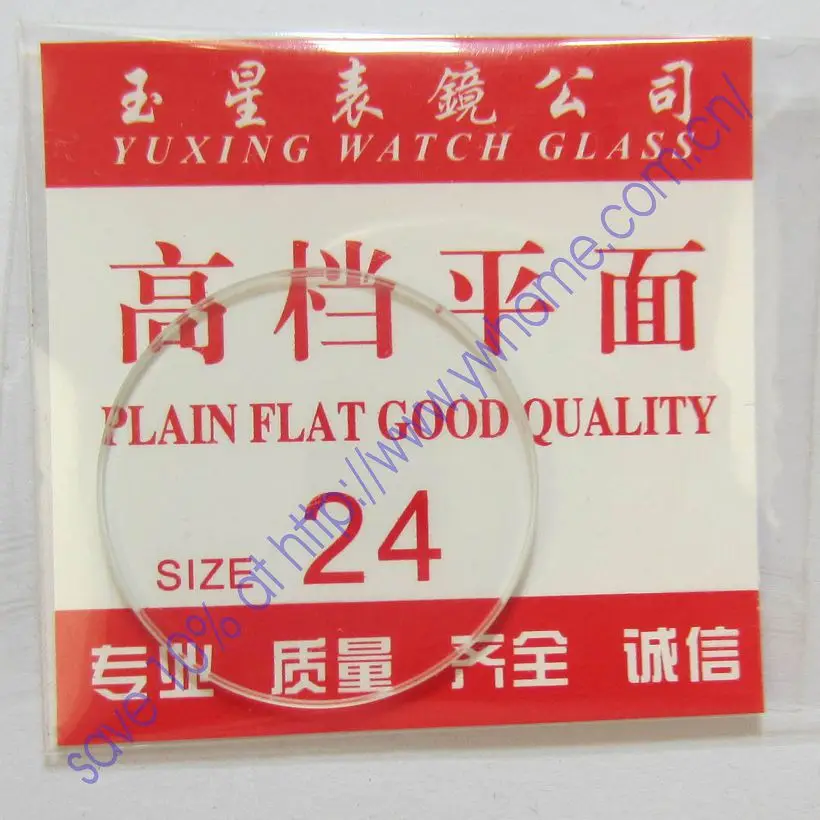 玉星表鏡公司
YUXING WATCH GLASS
高档平面
PLAIN FLAT GOOD QUALITY
SIZE 24
专业 质量 齐全 诚信
save 10% at http://www.ywhome.com.cn/